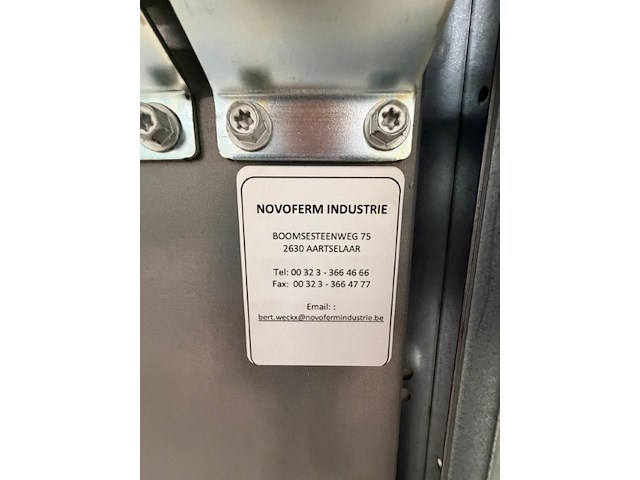 NOVOFERM INDUSTRIE
BOOMSESTEENWEG 75
2630 AARTSELAAR
Tel: 00 32 3 - 366 46 66
Fax: 00 32 3 - 366 47 77
Email: :
bert.weckx@novofermindustrie.be